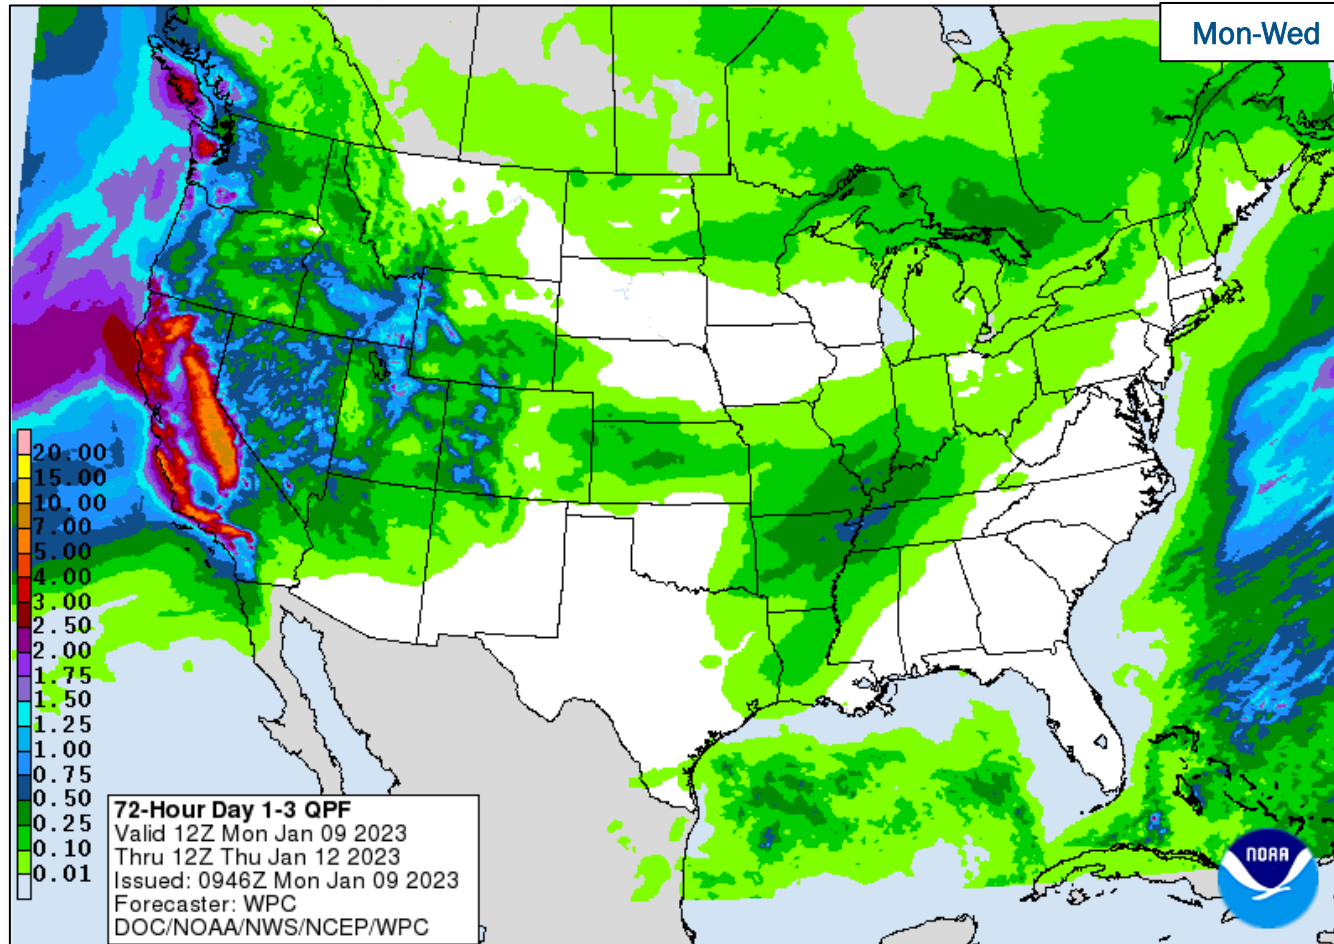 Mon-Wed
20.00
15.00
10.00
7.00
5.00
4.00
3.00
2.50
2.00
1.75
1.50
1.25
1.00
0.75
0.50
0.25
0.10
0.01
72-Hour Day 1-3 QPF
Valid 12Z Mon Jan 09 2023
Thru 12Z Thu Jan 12 2023
Issued: 0946Z Mon Jan 09 2023
Forecaster: WPC
DOC/NOAA/NWS/NCEP/WPC
NOAA